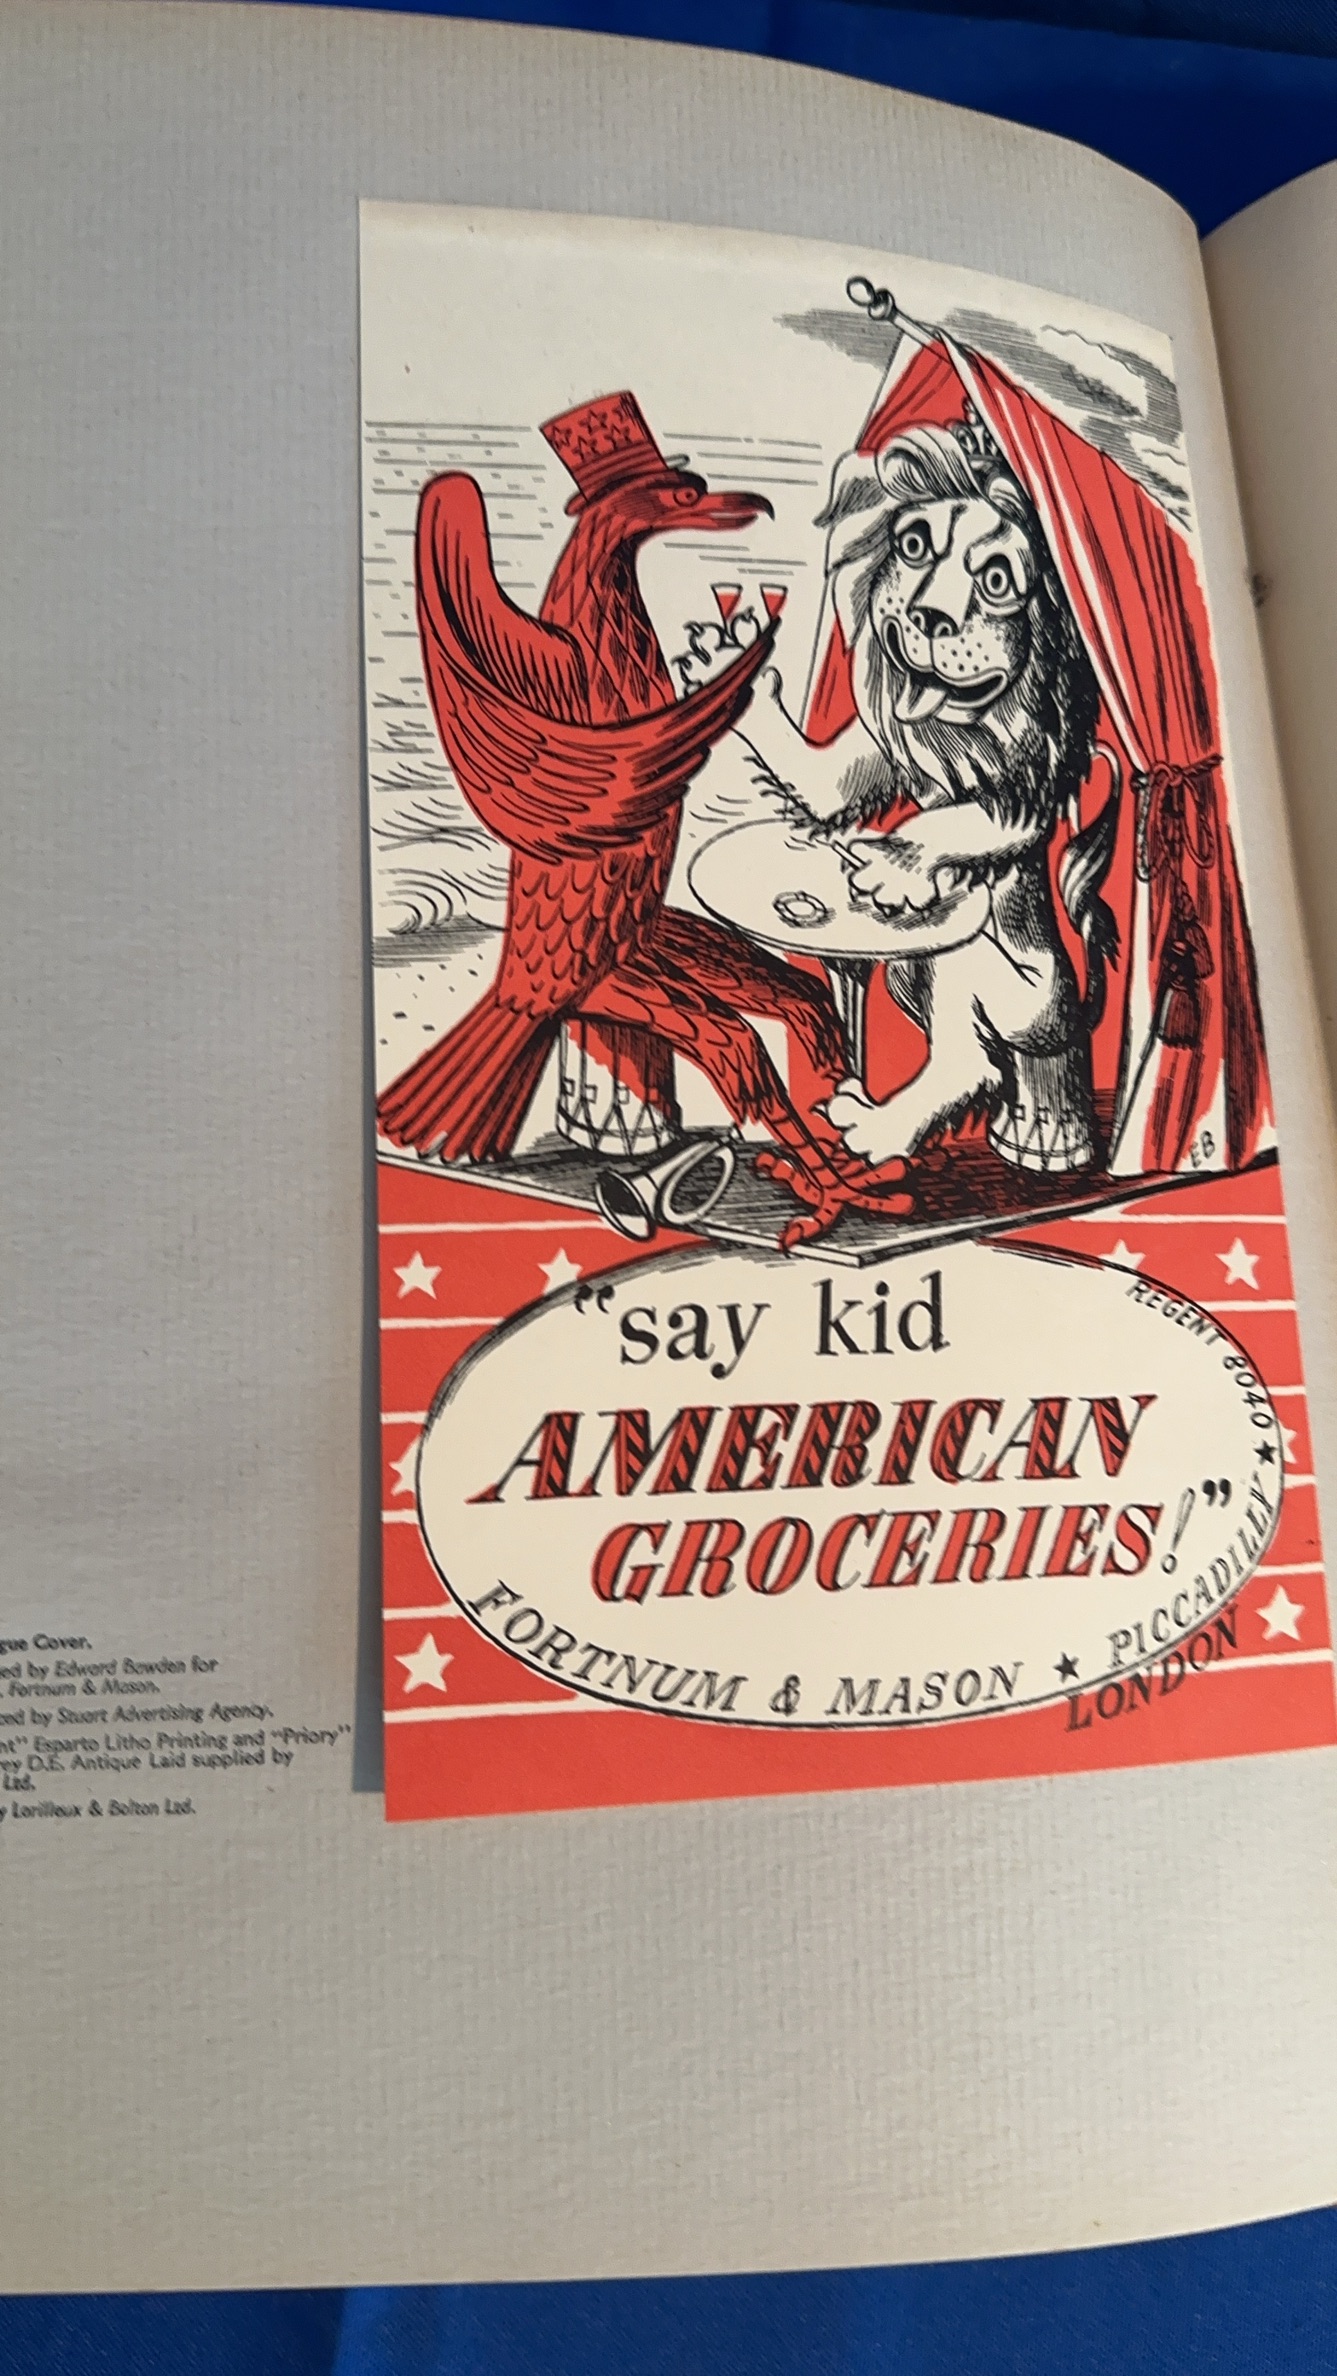 EB
"say kid
AMERICAN
GROCERIES!"
FORTNUM & MASON ★ PICCADILLY ★ REGENT 8040
LONDON
gue Cover.
ed by Edward Bawden for
. Fortnum & Mason.
ced by Stuart Advertising Agency.
nt" Esparto Litho Printing and "Priory"
ey D.E. Antique Laid supplied by
Ltd.
y Lorilleux & Bolton Ltd.